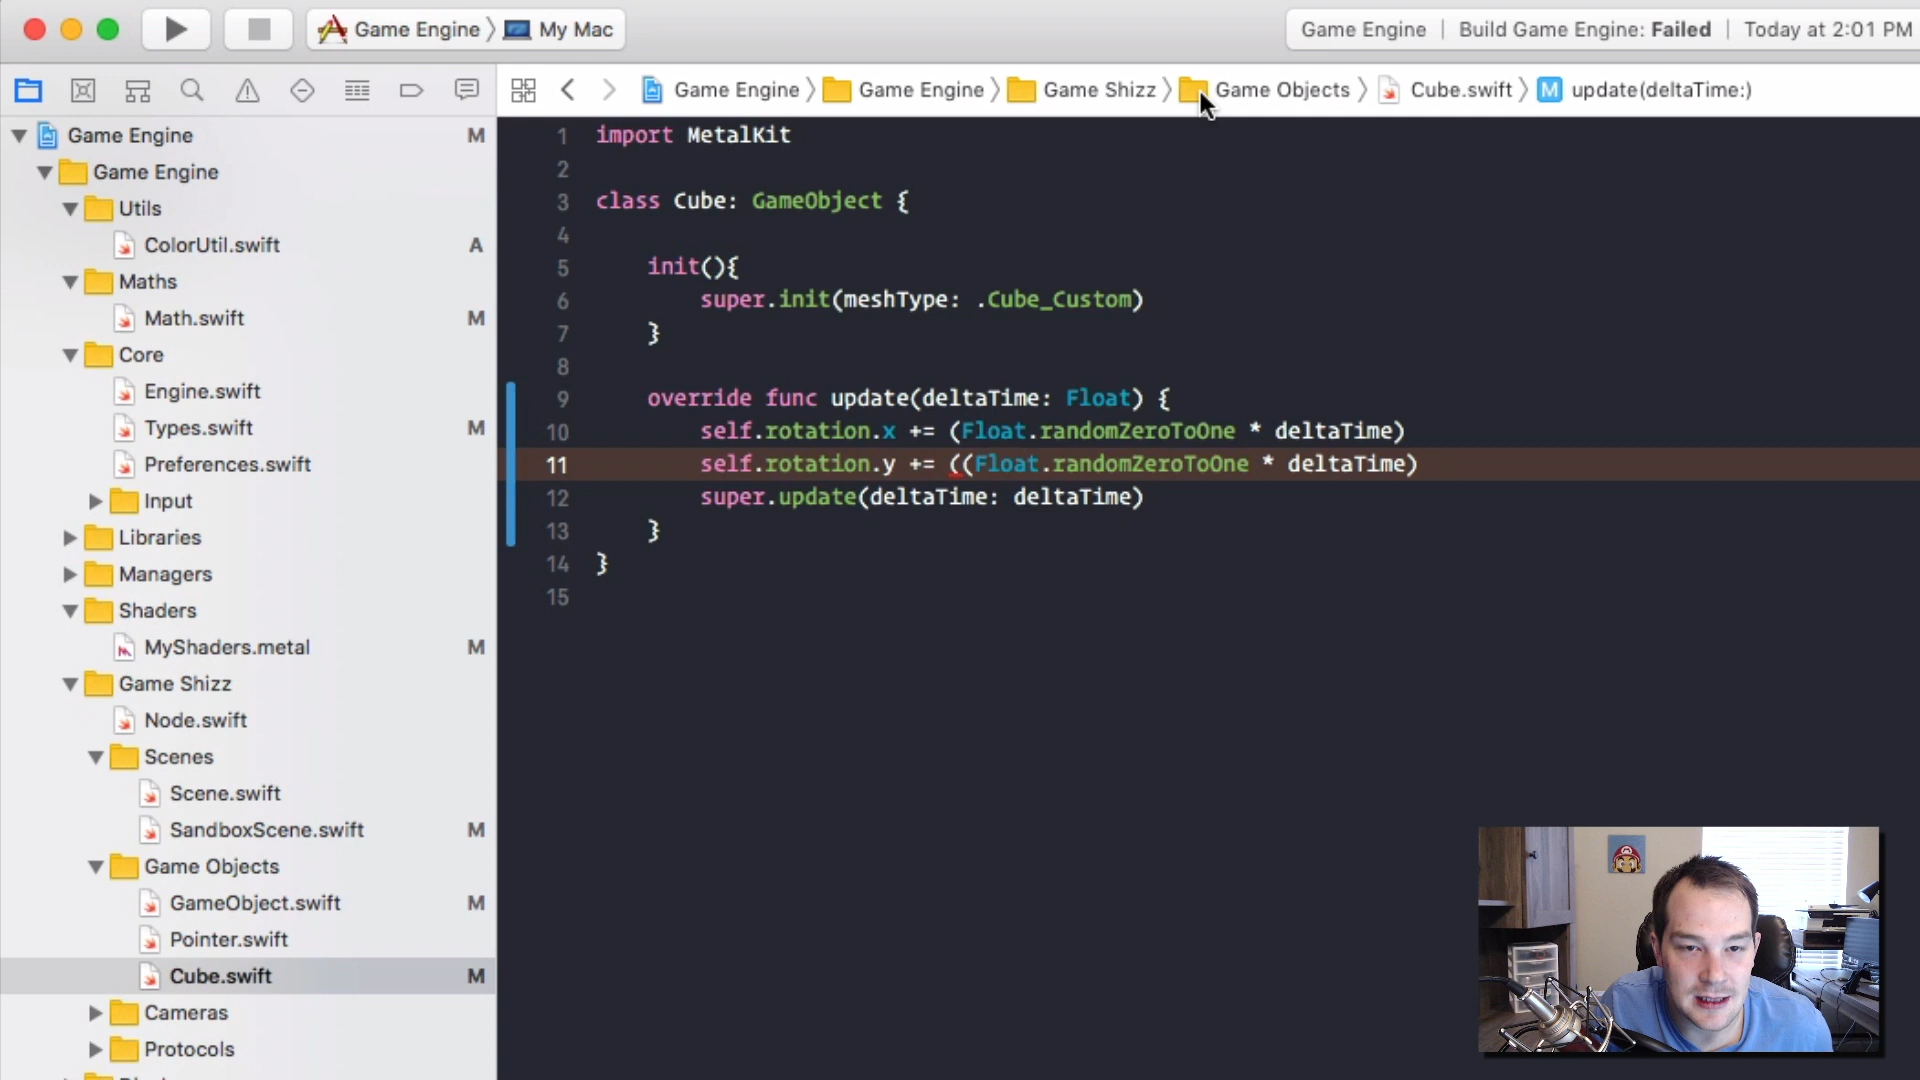 Game Engine 〉 My Mac
Game Engine | Build Game Engine: Failed | Today at 2:01 PM
Game Engine 〉 Game Engine 〉 Game Shizz 〉 Game Objects 〉 Cube.swift 〉 M update(deltaTime:)
Game Engine M
Game Engine
Utils
ColorUtil.swift A
Maths
Math.swift M
Core
Engine.swift
Types.swift M
Preferences.swift
Input
Libraries
Managers
Shaders
MyShaders.metal M
Game Shizz
Node.swift
Scenes
Scene.swift
SandboxScene.swift M
Game Objects
GameObject.swift M
Pointer.swift
Cube.swift M
Cameras
Protocols
1 import MetalKit
2
3 class Cube: GameObject {
4
5 init(){
6 super.init(meshType: .Cube_Custom)
7 }
8
9 override func update(deltaTime: Float) {
10 self.rotation.x += (Float.randomZeroToOne * deltaTime)
11 self.rotation.y += ((Float.randomZeroToOne * deltaTime)
12 super.update(deltaTime: deltaTime)
13 }
14 }
15